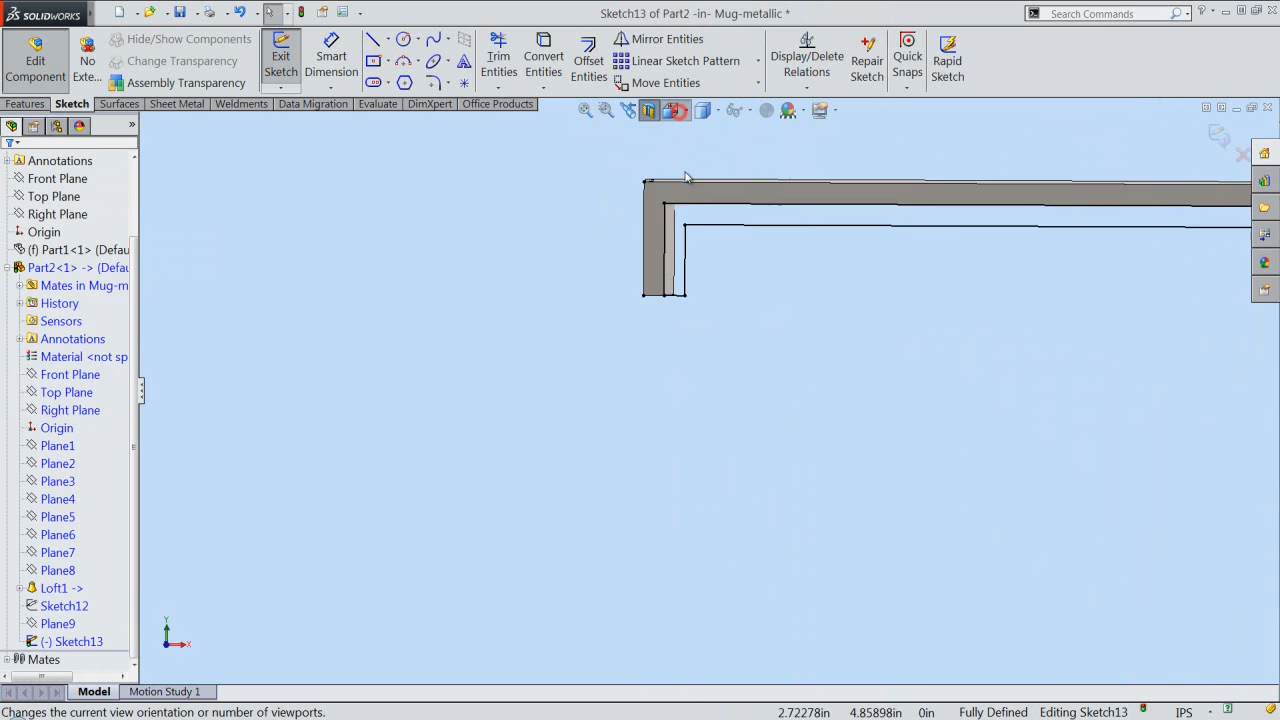 SOLIDWORKS
Sketch13 of Part2 -in- Mug-metallic *
Search Commands
Edit Component
No Exte...
Hide/Show Components
Change Transparency
Assembly Transparency
Exit Sketch
Smart Dimension
Trim Entities
Convert Entities
Offset Entities
Mirror Entities
Linear Sketch Pattern
Move Entities
Display/Delete Relations
Repair Sketch
Quick Snaps
Rapid Sketch
Features Sketch Surfaces Sheet Metal Weldments Data Migration Evaluate DimXpert Office Products
Annotations
Front Plane
Top Plane
Right Plane
Origin
(f) Part1<1> (Defau
Part2<1> -> (Defau
Mates in Mug-m
History
Sensors
Annotations
Material <not sp
Front Plane
Top Plane
Right Plane
Origin
Plane1
Plane2
Plane3
Plane4
Plane5
Plane6
Plane7
Plane8
Loft1 ->
Sketch12
Plane9
(-) Sketch13
Mates
Y
X
Model Motion Study 1
Changes the current view orientation or number of viewports. 2.72278in 4.85898in 0in Fully Defined Editing Sketch13 IPS